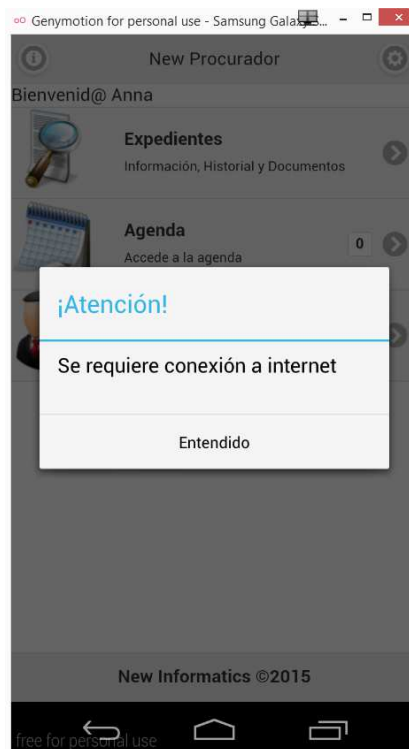 Genymotion for personal use - Samsung Galaxy S...
New Procurador
Bienvenid@ Anna
Expedientes
Información, Historial y Documentos
Agenda
0
Accede a la agenda
¡Atención!
Se requiere conexión a internet
Entendido
New Informatics ©2015
free for personal use